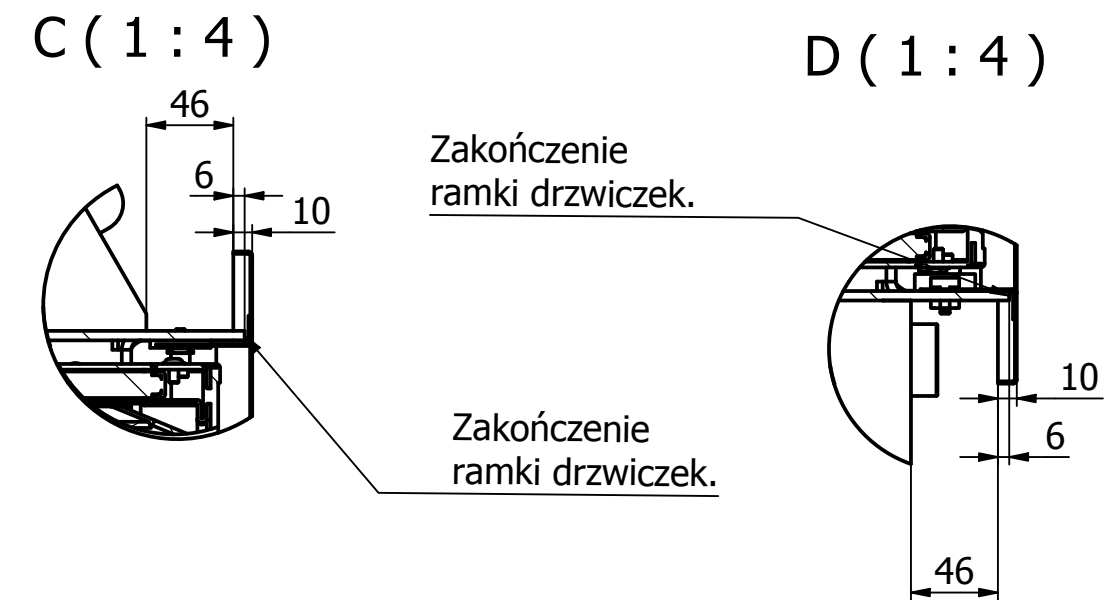 C ( 1 : 4 )
46
6
10
Zakończenie
ramki drzwiczek.
D ( 1 : 4 )
Zakończenie
ramki drzwiczek.
10
6
46